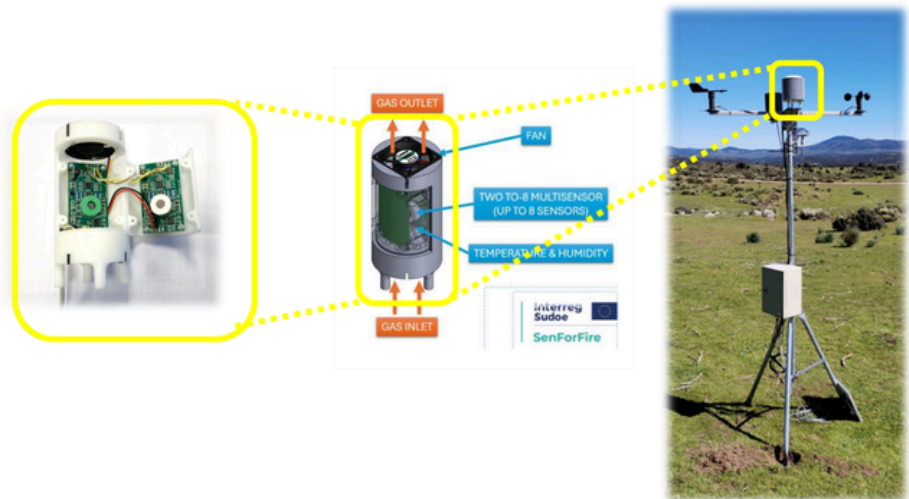 GAS OUTLET
FAN
TWO TO-8 MULTISENSOR
(UP TO 8 SENSORS)
TEMPERATURE & HUMIDITY
GAS INLET
Interreg
Sudoe
SenForFire